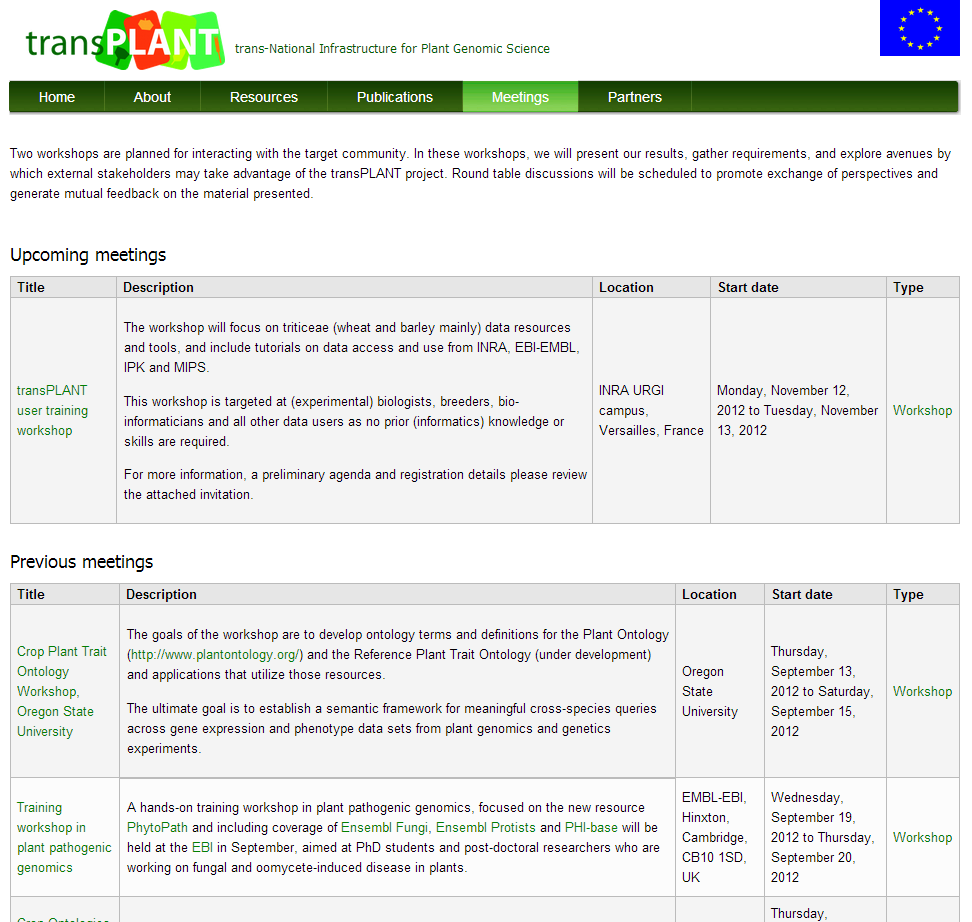 transPLANT
trans-National Infrastructure for Plant Genomic Science
Home About Resources Publications Meetings Partners
Two workshops are planned for interacting with the target community. In these workshops, we will present our results, gather requirements, and explore avenues by
which external stakeholders may take advantage of the transPLANT project. Round table discussions will be scheduled to promote exchange of perspectives and
generate mutual feedback on the material presented.
Upcoming meetings
Title Description Location Start date Type
transPLANT
user training
workshop
The workshop will focus on triticeae (wheat and barley mainly) data resources
and tools, and include tutorials on data access and use from INRA, EBI-EMBL,
IPK and MIPS.
This workshop is targeted at (experimental) biologists, breeders, bio-
informaticians and all other data users as no prior (informatics) knowledge or
skills are required.
For more information, a preliminary agenda and registration details please review
the attached invitation.
INRA URGI
campus,
Versailles, France
Monday, November 12,
2012 to Tuesday, November
13, 2012
Workshop
Previous meetings
Title Description Location Start date Type
Crop Plant Trait
Ontology
Workshop,
Oregon State
University
The goals of the workshop are to develop ontology terms and definitions for the Plant Ontology
(http://www.plantontology.org/) and the Reference Plant Trait Ontology (under development)
and applications that utilize those resources.
The ultimate goal is to establish a semantic framework for meaningful cross-species queries
across gene expression and phenotype data sets from plant genomics and genetics
experiments.
Oregon
State
University
Thursday,
September 13,
2012 to Saturday,
September 15,
2012
Workshop
Training
workshop in
plant pathogenic
genomics
A hands-on training workshop in plant pathogenic genomics, focused on the new resource
PhytoPath and including coverage of Ensembl Fungi, Ensembl Protists and PHI-base will be
held at the EBI in September, aimed at PhD students and post-doctoral researchers who are
working on fungal and oomycete-induced disease in plants.
EMBL-EBI,
Hinxton,
Cambridge,
CB10 1SD,
UK
Wednesday,
September 19,
2012 to Thursday,
September 20,
2012
Workshop
Crop Ontologies
Thursday,